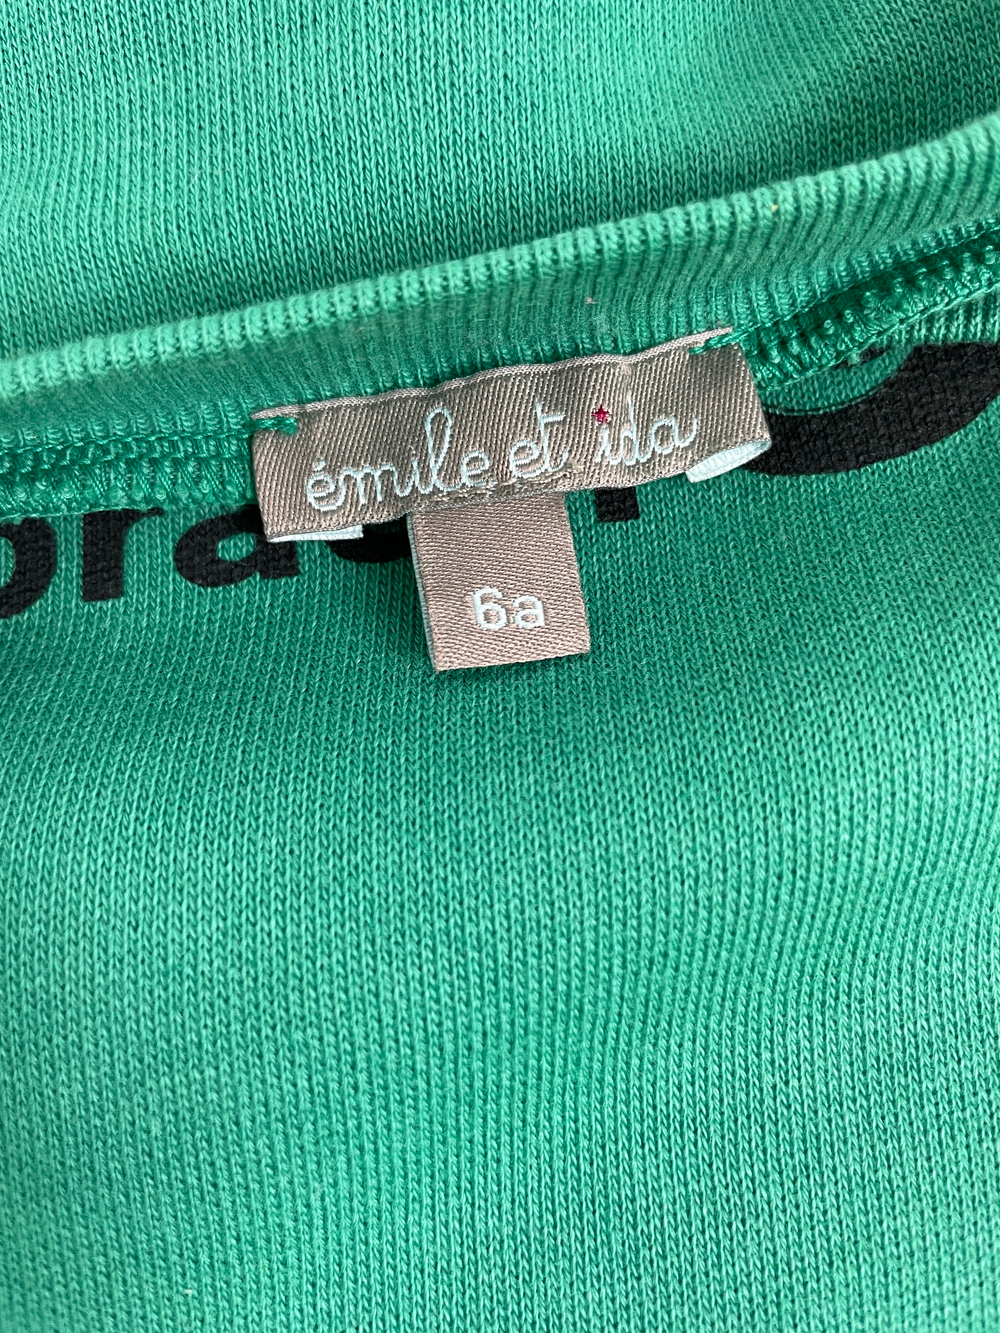 émile et ida
6a